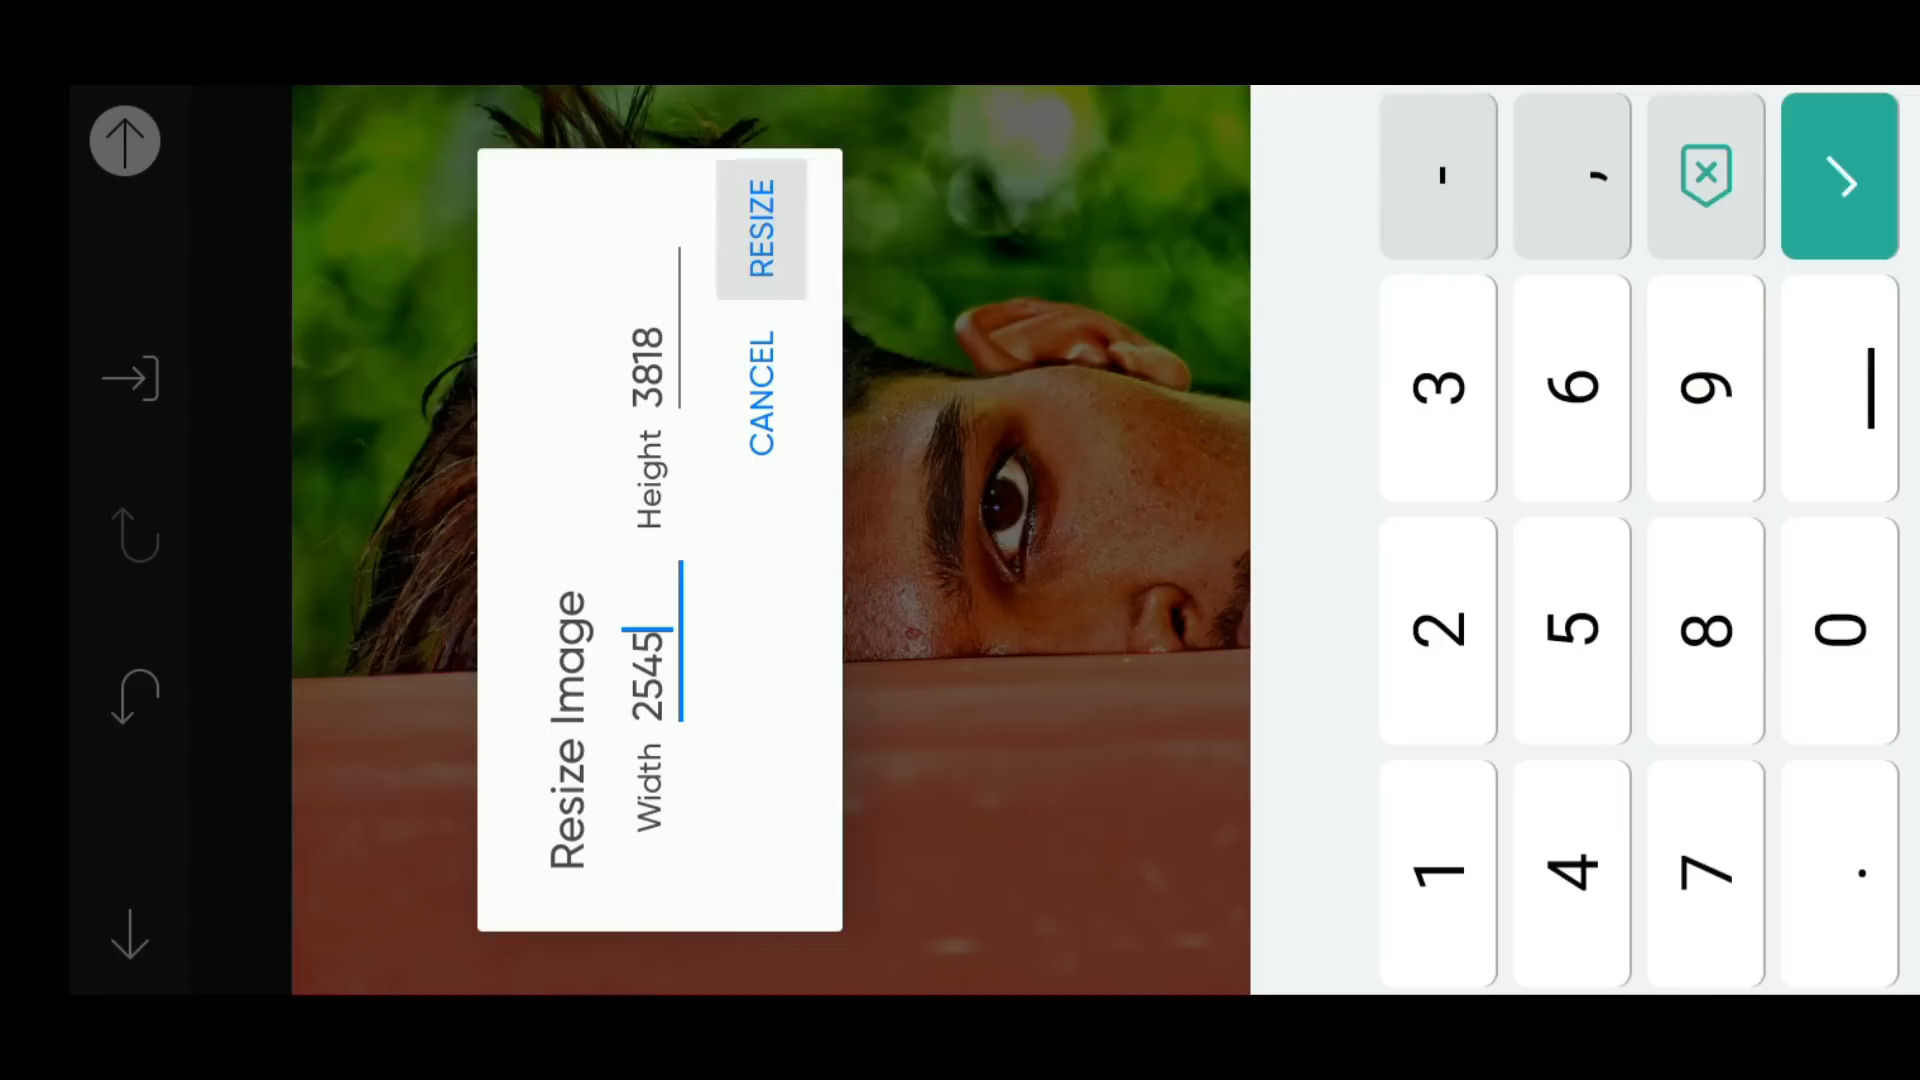 Resize Image
Width 2545 Height 3818
CANCEL RESIZE
1 2 3 -
4 5 6 ,
7 8 9
. 0 _